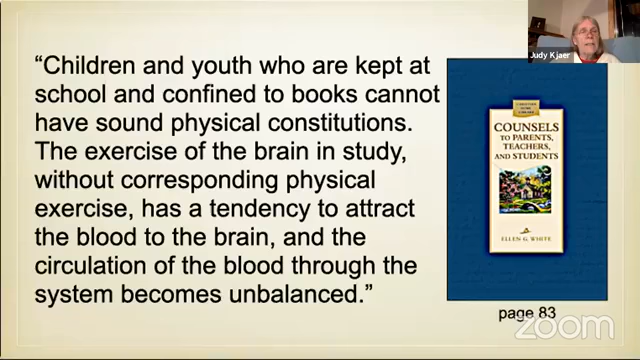 Judy Kjaer
“Children and youth who are kept at
school and confined to books cannot
have sound physical constitutions.
The exercise of the brain in study,
without corresponding physical
exercise, has a tendency to attract
the blood to the brain, and the
circulation of the blood through the
system becomes unbalanced.”
COUNSELS
TO PARENTS,
TEACHERS,
AND STUDENTS
ELLEN G. WHITE
page 83
zoom